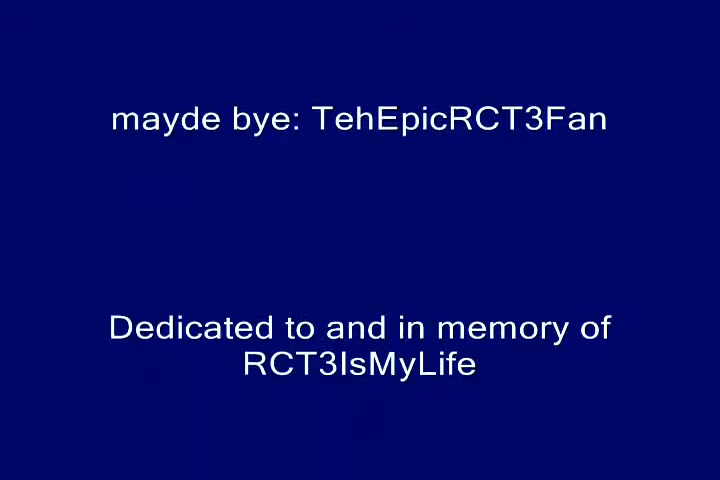 mayde bye: TehEpicRCT3Fan
Dedicated to and in memory of
RCT3IsMyLife